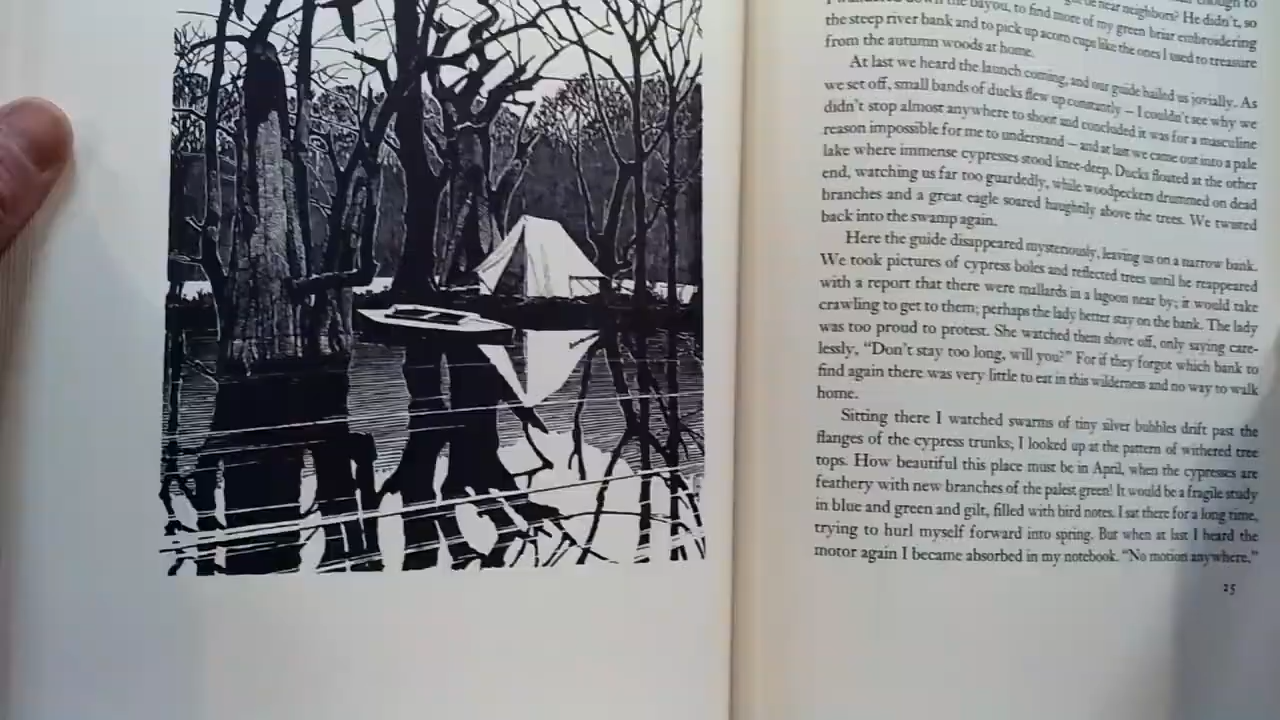 down the bayou, to find more of my green briar embroidering
the steep river bank and to pick up acorn cups like the ones I used to treasure
from the autumn woods at home.
At last we heard the launch coming, and our guide hailed us jovially. As
we set off, small bands of ducks flew up constantly — I couldn't see why we
didn't stop almost anywhere to shoot and concluded it was for a masculine
reason impossible for me to understand — and at last we came out into a pale
lake where immense cypresses stood knee-deep. Ducks floated at the other
end, watching us far too guardedly, while woodpeckers drummed on dead
branches and a great eagle soared haughtily above the trees. We twisted
back into the swamp again.
Here the guide disappeared mysteriously, leaving us on a narrow bank.
We took pictures of cypress boles and reflected trees until he reappeared
with a report that there were mallards in a lagoon near by; it would take
crawling to get to them; perhaps the lady better stay on the bank. The lady
was too proud to protest. She watched them shove off, only saying care-
lessly, “Don't stay too long, will you?” For if they forgot which bank to
find again there was very little to eat in this wilderness and no way to walk
home.
Sitting there I watched swarms of tiny silver bubbles drift past the
flanges of the cypress trunks; I looked up at the pattern of withered tree
tops. How beautiful this place must be in April, when the cypresses are
feathery with new branches of the palest green! It would be a fragile study
in blue and green and gilt, filled with bird notes. I sat there for a long time,
trying to hurl myself forward into spring. But when at last I heard the
motor again I became absorbed in my notebook. “No motion anywhere,”
25